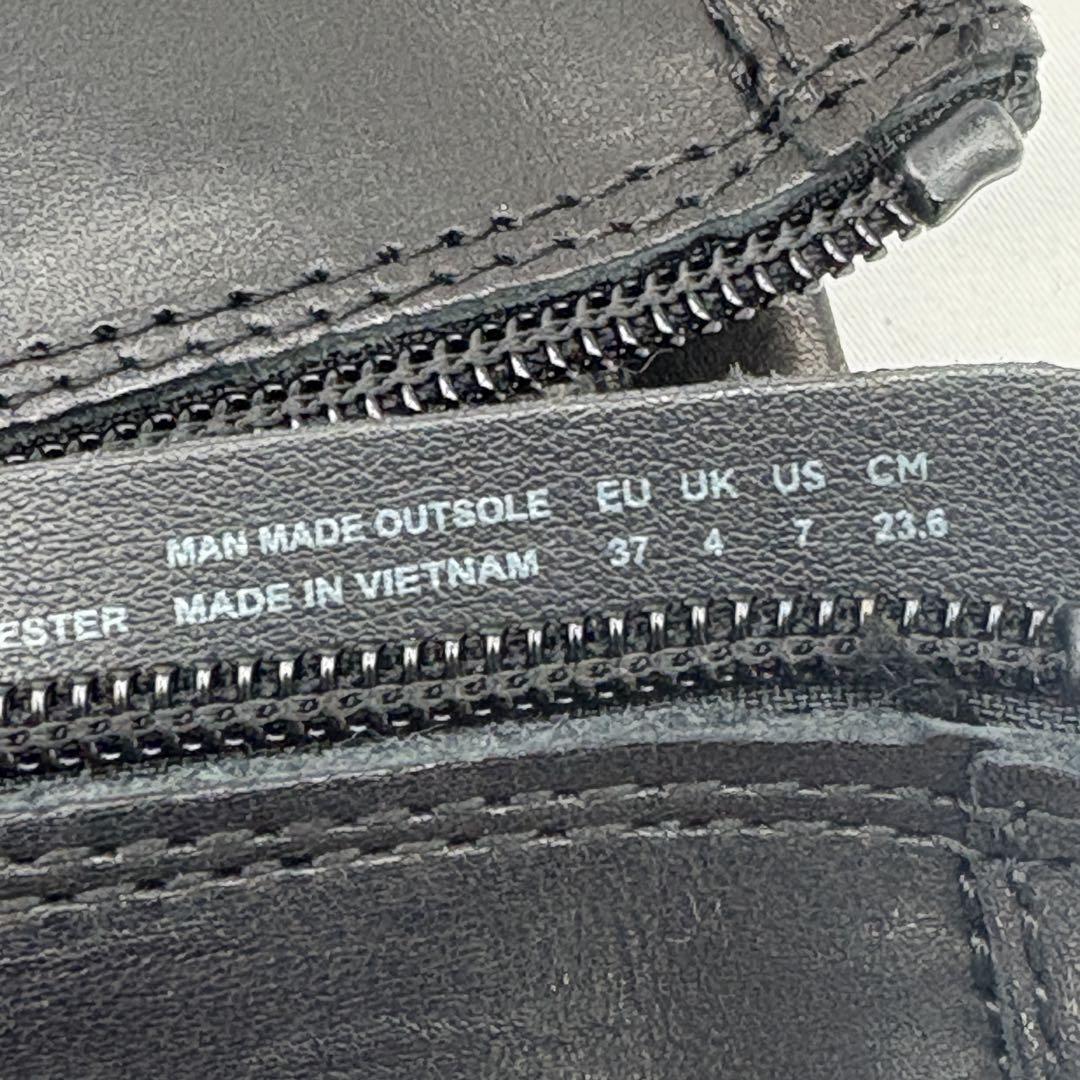 MAN MADE OUTSOLE EU UK US CM
ESTER MADE IN VIETNAM 37 4 7 23.6